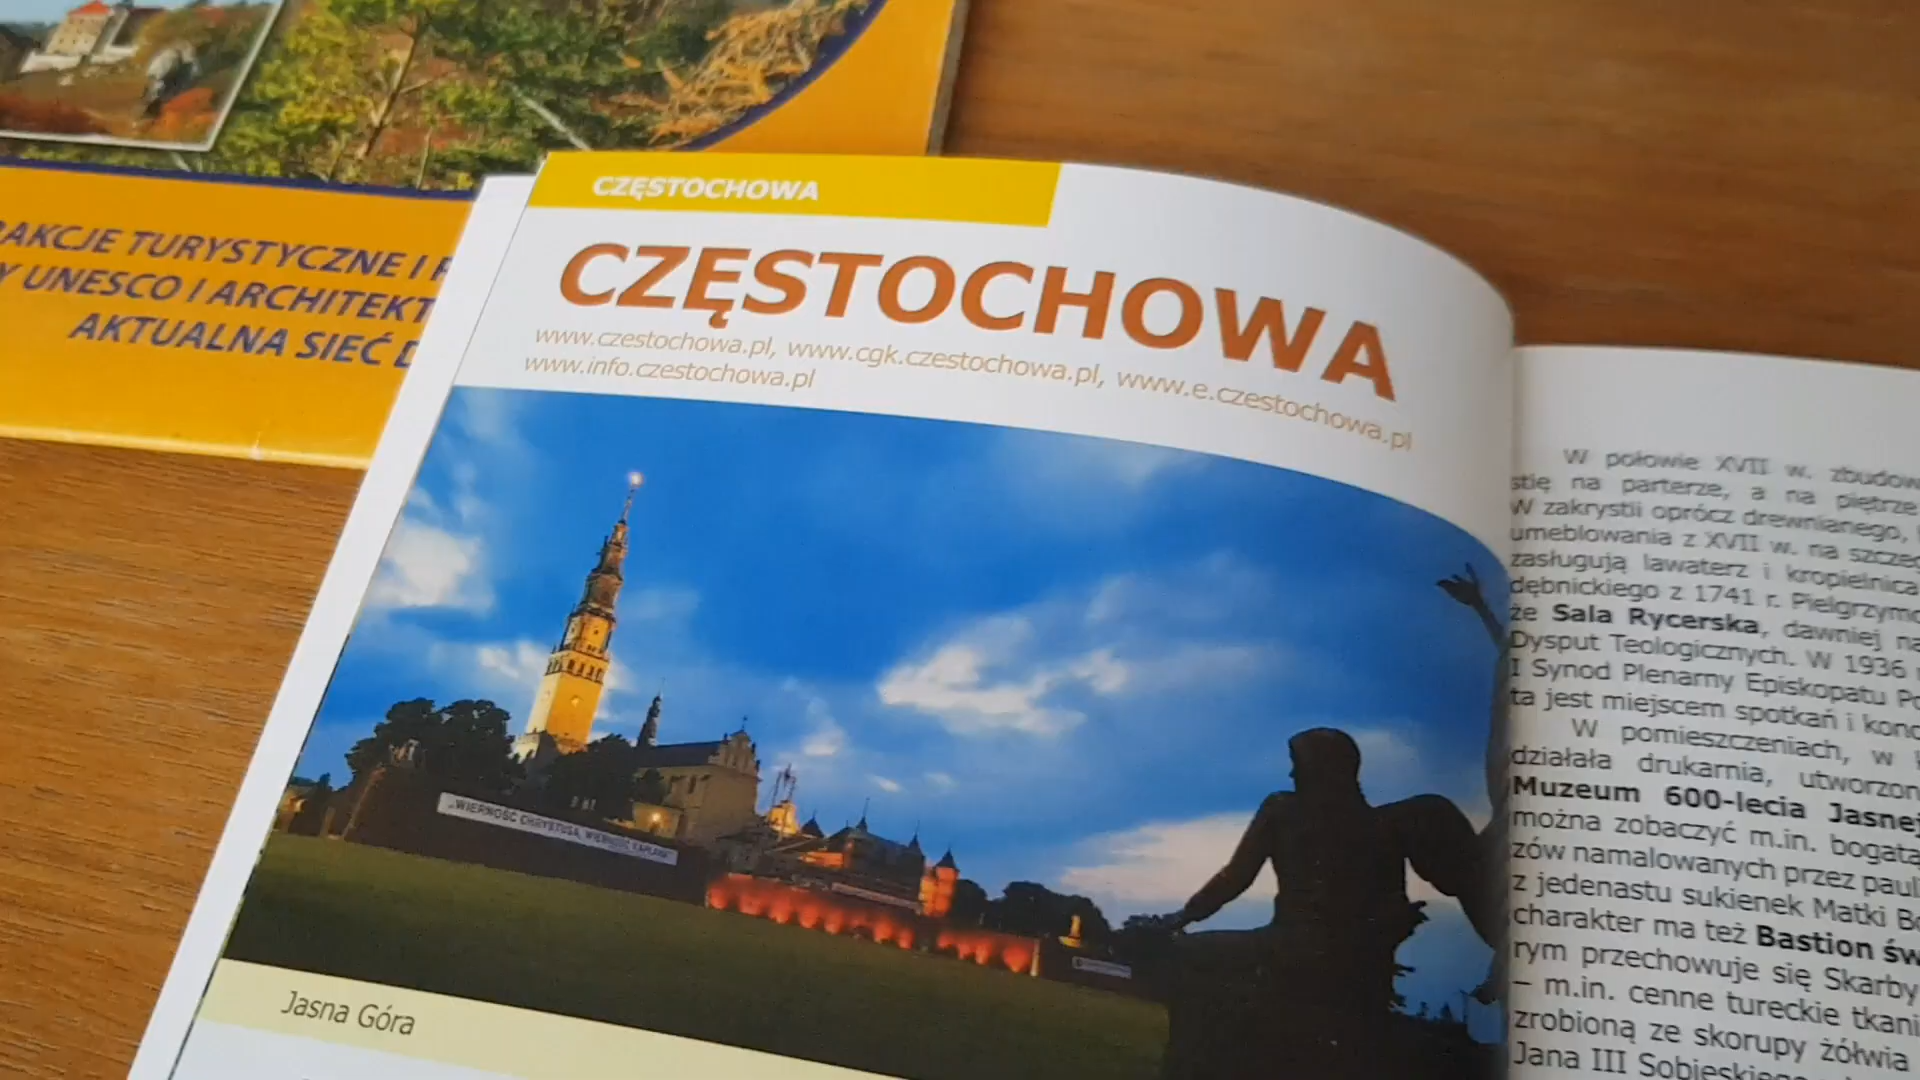 AKCJE TURYSTYCZNE I
Y UNESCO I ARCHITEKT
AKTUALNA SIEĆ
CZĘSTOCHOWA
CZĘSTOCHOWA
www.czestochowa.pl, www.cgk.czestochowa.pl, www.e.czestochowa.pl
www.info.czestochowa.pl
„WIERNOŚĆ CHRYSTUSA, WIERNOŚĆ KAPŁANA”
Jasna Góra
W połowie XVII w. zbudow
stię na parterze, a na piętrze
W zakrystii oprócz drewnianego,
umeblowania z XVII w. na szczeg
zasługują lawaterz i kropielnica
dębnickiego z 1741 r. Pielgrzymo
że Sala Rycerska, dawniej na
Dysput Teologicznych. W 1936 r
I Synod Plenarny Episkopatu Po
ta jest miejscem spotkań i konc
W pomieszczeniach, w k
działała drukarnia, utworzon
Muzeum 600-lecia Jasnej
można zobaczyć m.in. bogata
zów namalowanych przez pauli
z jedenastu sukienek Matki Bo
charakter ma też Bastion św
rym przechowuje się Skarby
– m.in. cenne tureckie tkani
zrobioną ze skorupy żółwia
Jana III Sobieskiego